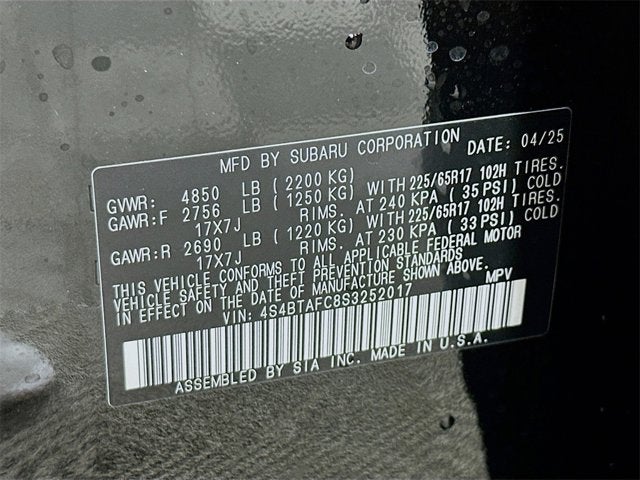 MFD BY SUBARU CORPORATION DATE: 04/25
GVWR: 4850 LB (2200 KG)
GAWR:F 2756 LB (1250 KG) WITH 225/65R17 102H TIRES.
17X7J RIMS. AT 240 KPA (35 PSI) COLD
GAWR:R 2690 LB (1220 KG) WITH 225/65R17 102H TIRES.
17X7J RIMS. AT 230 KPA (33 PSI) COLD
THIS VEHICLE CONFORMS TO ALL APPLICABLE FEDERAL MOTOR
VEHICLE SAFETY AND THEFT PREVENTION STANDARDS
IN EFFECT ON THE DATE OF MANUFACTURE SHOWN ABOVE.
VIN: 4S4BTAFC8S3252017 MPV
ASSEMBLED BY SIA INC. MADE IN U.S.A.